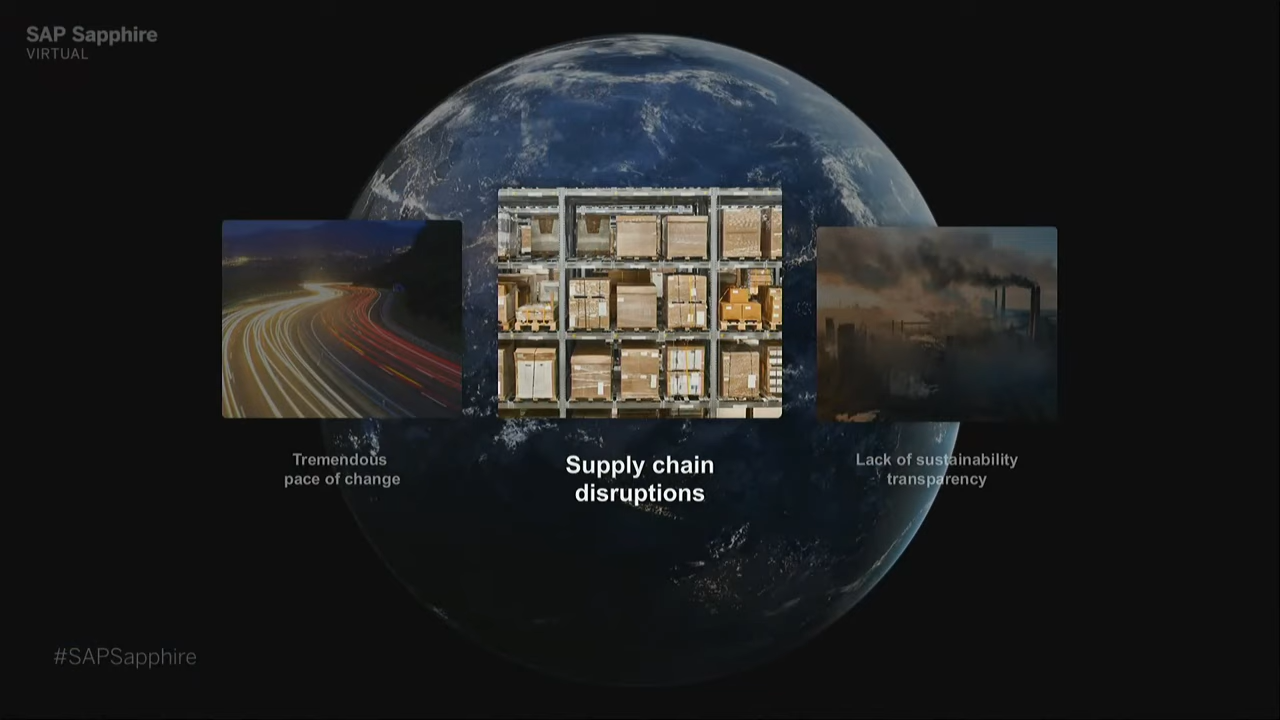 SAP Sapphire
VIRTUAL
Tremendous
pace of change
Supply chain
disruptions
Lack of sustainability
transparency
#SAPSapphire